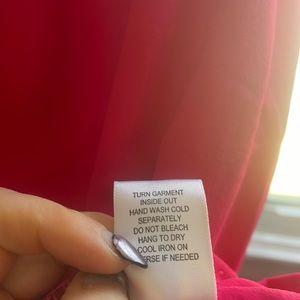 TURN GARMENT
INSIDE OUT
HAND WASH COLD
SEPARATELY
DO NOT BLEACH
HANG TO DRY
COOL IRON ON
ERSE IF NEEDED